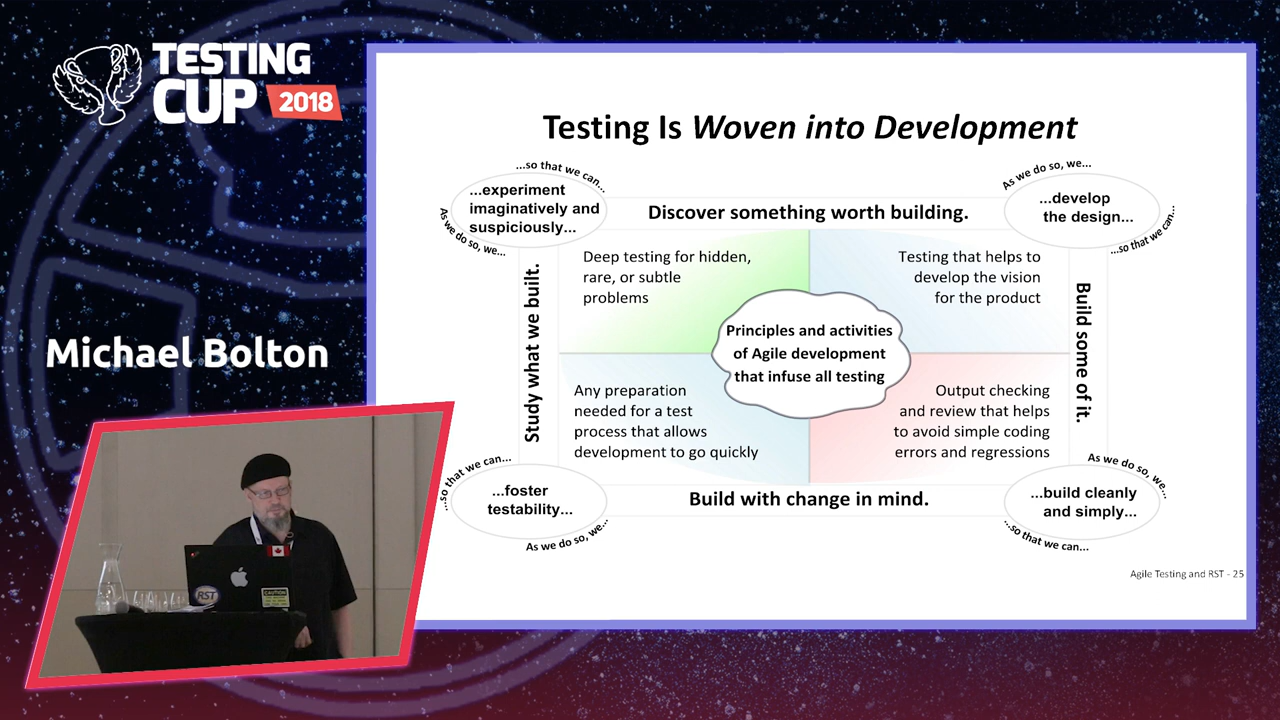 TESTING
CUP 2018
Michael Bolton
RST
CAUTION
Testing Is Woven into Development
...so that we can...
...experiment
imaginatively and
suspiciously...
As we do so, we...
Discover something worth building.
As we do so, we...
...develop
the design...
...so that we can...
Study what we built.
Deep testing for hidden,
rare, or subtle
problems
Testing that helps to
develop the vision
for the product
Build some of it.
Principles and activities
of Agile development
that infuse all testing
Any preparation
needed for a test
process that allows
development to go quickly
Output checking
and review that helps
to avoid simple coding
errors and regressions
...so that we can...
...foster
testability...
As we do so, we...
Build with change in mind.
As we do so, we...
...build cleanly
and simply...
...so that we can...
Agile Testing and RST - 25